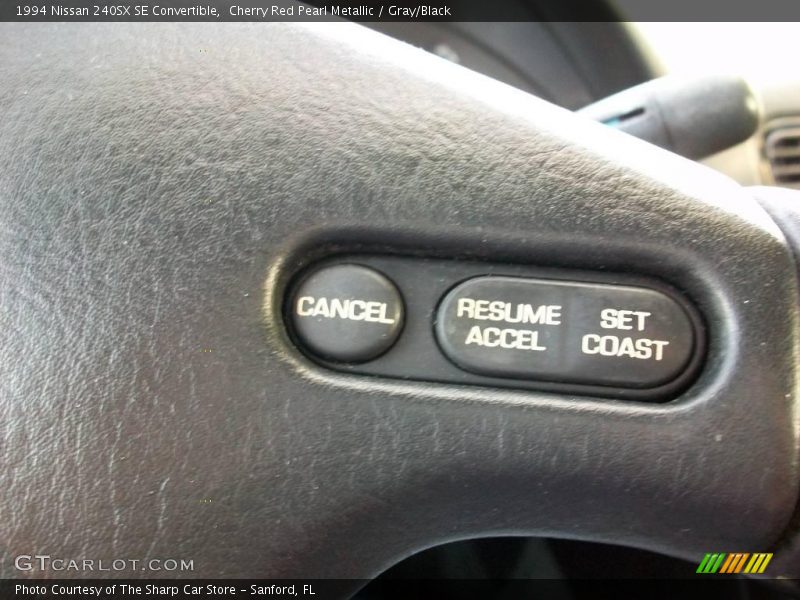 1994 Nissan 240SX SE Convertible,  Cherry Red Pearl Metallic / Gray/Black
CANCEL
RESUME
ACCEL
SET
COAST
GTCARLOT.COM
Photo Courtesy of The Sharp Car Store - Sanford, FL